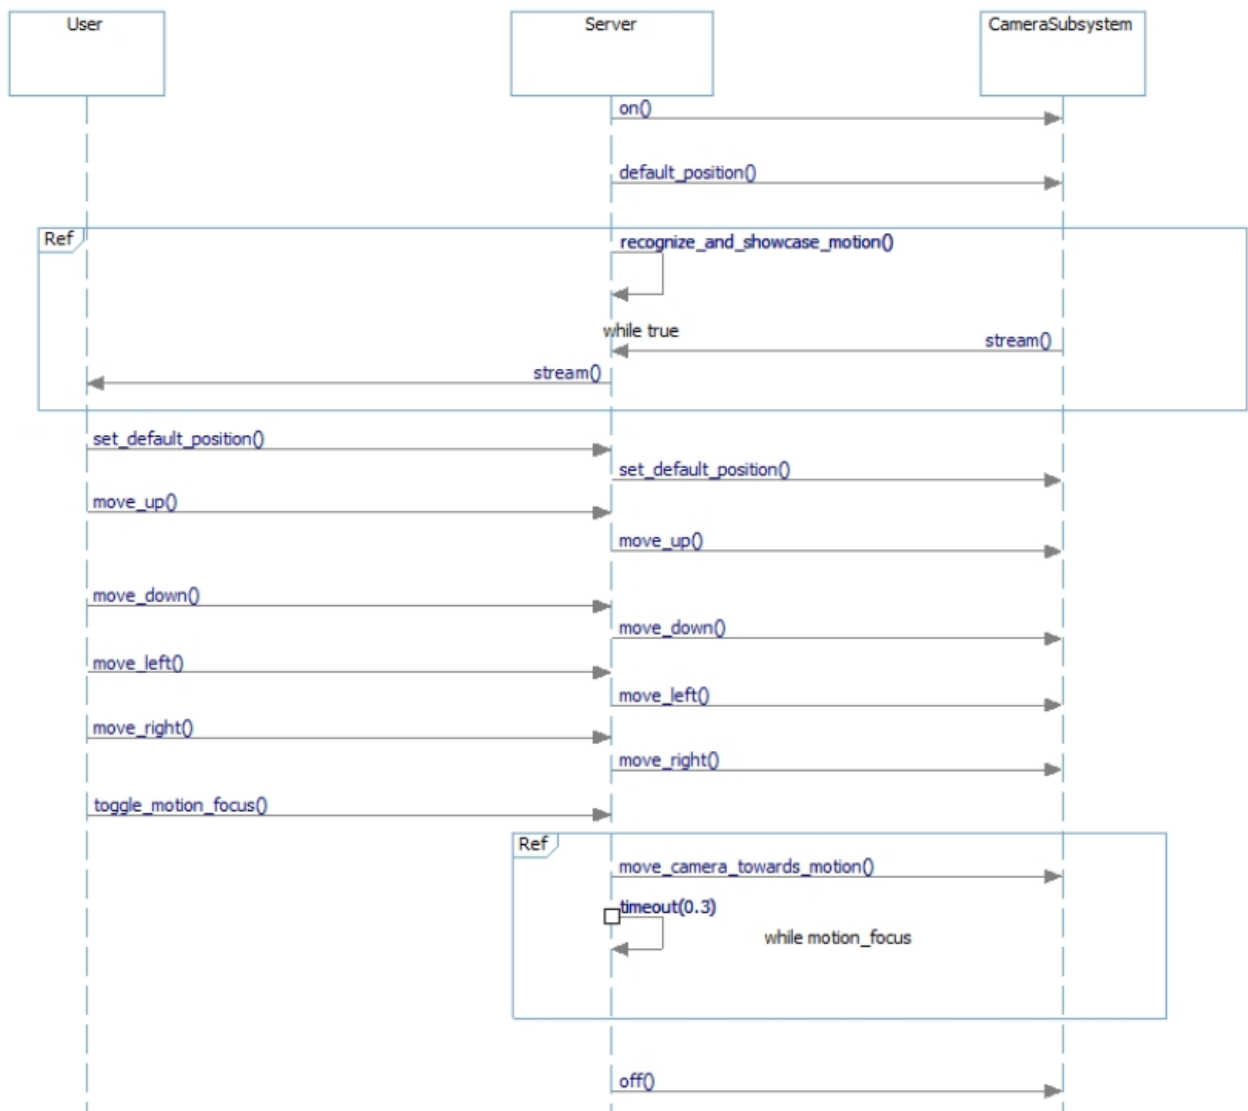 User
Server
CameraSubsystem
on()
default_position()
Ref
recognize_and_showcase_motion()
while true
stream()
stream()
set_default_position()
set_default_position()
move_up()
move_up()
move_down()
move_down()
move_left()
move_left()
move_right()
move_right()
toggle_motion_focus()
Ref
move_camera_towards_motion()
timeout(0.3)
while motion_focus
off()